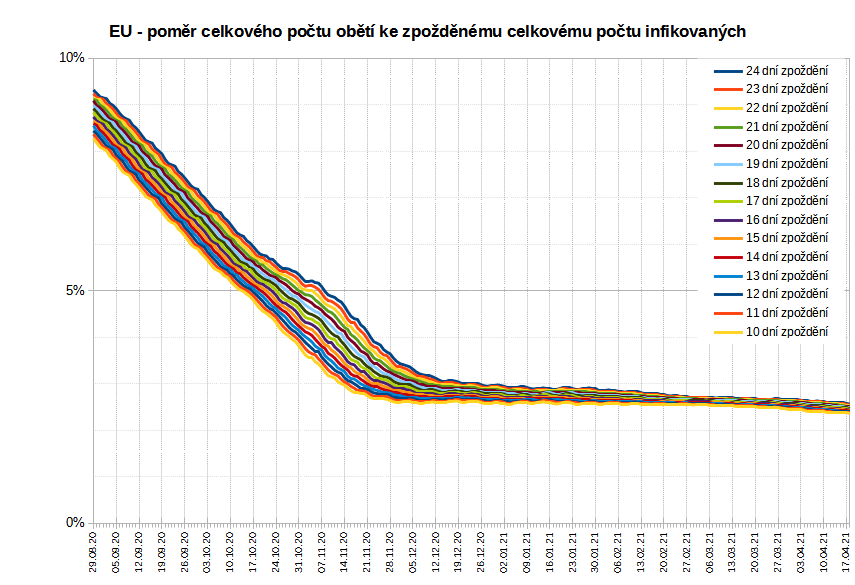 EU - poměr celkového počtu obětí ke zpožděnému celkovému počtu infikovaných
10%
5%
0%
24 dní zpoždění
23 dní zpoždění
22 dní zpoždění
21 dní zpoždění
20 dní zpoždění
19 dní zpoždění
18 dní zpoždění
17 dní zpoždění
16 dní zpoždění
15 dní zpoždění
14 dní zpoždění
13 dní zpoždění
12 dní zpoždění
11 dní zpoždění
10 dní zpoždění
29.08.20
05.09.20
12.09.20
19.09.20
26.09.20
03.10.20
10.10.20
17.10.20
24.10.20
31.10.20
07.11.20
14.11.20
21.11.20
28.11.20
05.12.20
12.12.20
19.12.20
26.12.20
02.01.21
09.01.21
16.01.21
23.01.21
30.01.21
06.02.21
13.02.21
20.02.21
27.02.21
06.03.21
13.03.21
20.03.21
27.03.21
03.04.21
10.04.21
17.04.21